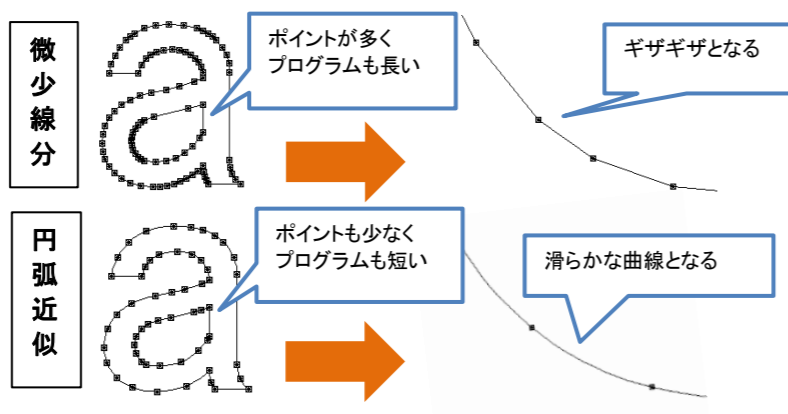 微少線分
ポイントが多く
プログラムも長い
ギザギザとなる
円弧近似
ポイントも少なく
プログラムも短い
滑らかな曲線となる